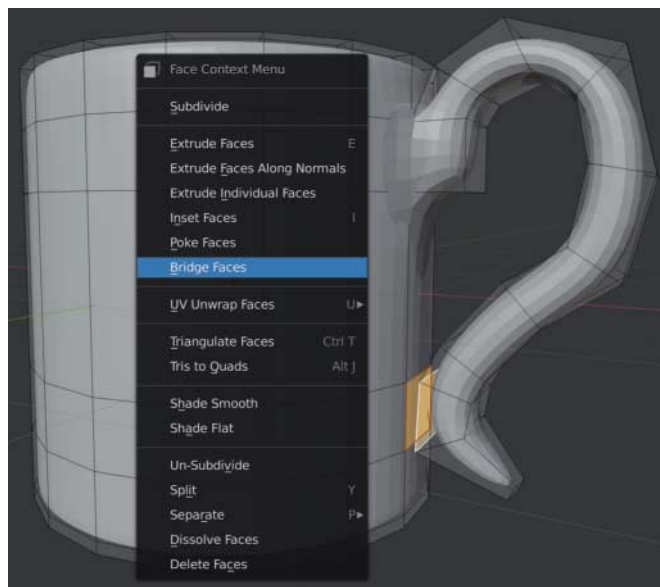 Face Context Menu
Subdivide
Extrude Faces E
Extrude Faces Along Normals
Extrude Individual Faces
Inset Faces I
Poke Faces
Bridge Faces
UV Unwrap Faces U▸
Triangulate Faces Ctrl T
Tris to Quads Alt J
Shade Smooth
Shade Flat
Un-Subdivide
Split Y
Separate P▸
Dissolve Faces
Delete Faces